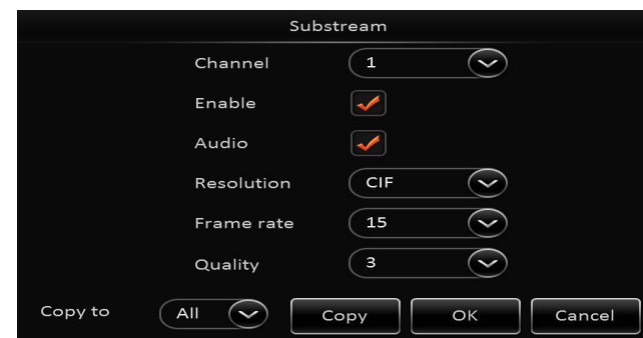 Substream
Channel 1
Enable
Audio
Resolution CIF
Frame rate 15
Quality 3
Copy to All Copy OK Cancel